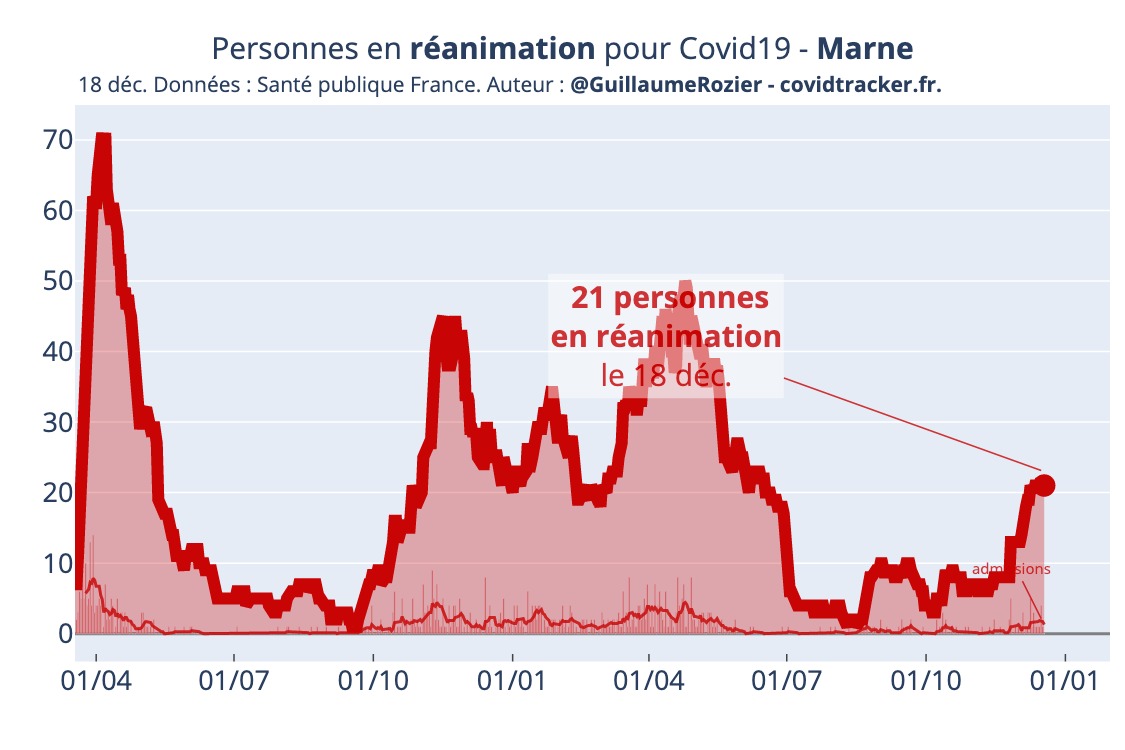 Personnes en réanimation pour Covid19 - Marne
18 déc. Données : Santé publique France. Auteur : @GuillaumeRozier - covidtracker.fr.
70
60
50
40
30
20
10
0
21 personnes
en réanimation
le 18 déc.
admissions
01/04 01/07 01/10 01/01 01/04 01/07 01/10 01/01